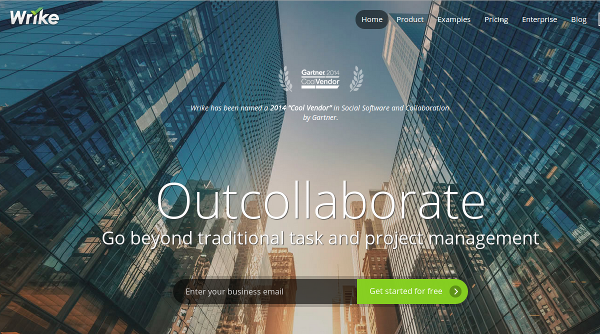 Wrike
Home Product Examples Pricing Enterprise Blog
Gartner 2014
CoolVendor
Wrike has been named a 2014 "Cool Vendor" in Social Software and Collaboration
by Gartner.
Outcollaborate
Go beyond traditional task and project management
Enter your business email Get started for free